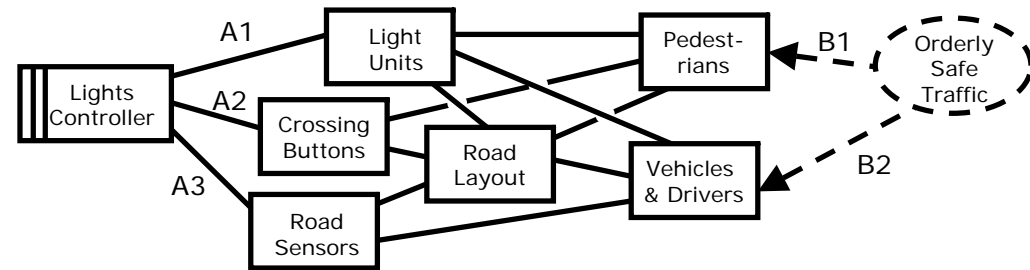 A1
Light
Units
Pedest-
rians
B1
Orderly
Safe
Traffic
Lights
Controller
A2
Crossing
Buttons
Road
Layout
Vehicles
& Drivers
B2
A3
Road
Sensors